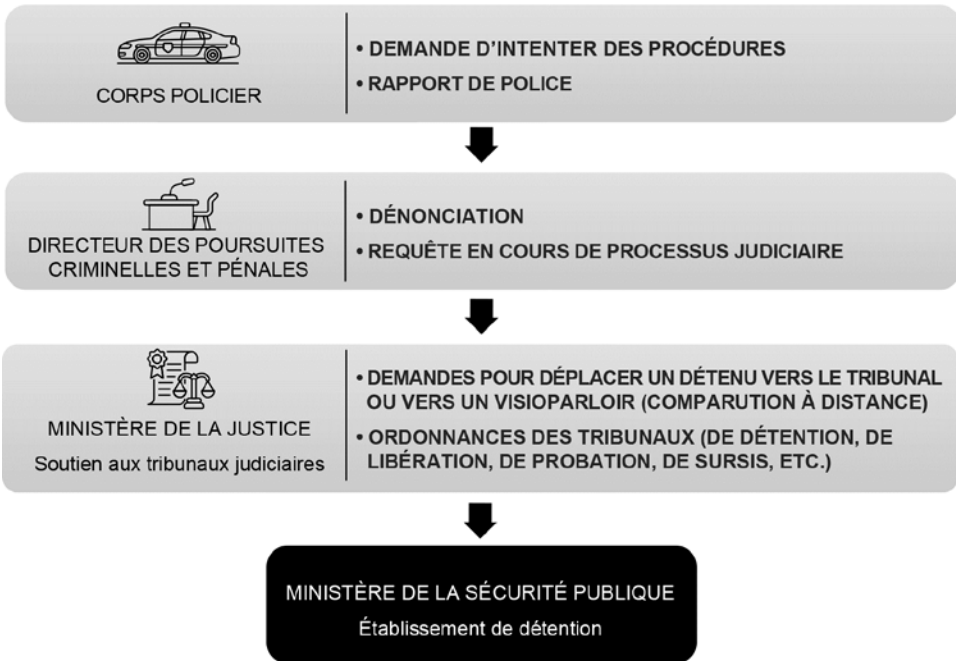 CORPS POLICIER
• DEMANDE D'INTENTER DES PROCÉDURES
• RAPPORT DE POLICE
DIRECTEUR DES POURSUITES
CRIMINELLES ET PÉNALES
• DÉNONCIATION
• REQUÊTE EN COURS DE PROCESSUS JUDICIAIRE
MINISTÈRE DE LA JUSTICE
Soutien aux tribunaux judiciaires
• DEMANDES POUR DÉPLACER UN DÉTENU VERS LE TRIBUNAL
OU VERS UN VISIOPARLOIR (COMPARUTION À DISTANCE)
• ORDONNANCES DES TRIBUNAUX (DE DÉTENTION, DE
LIBÉRATION, DE PROBATION, DE SURSIS, ETC.)
MINISTÈRE DE LA SÉCURITÉ PUBLIQUE
Établissement de détention